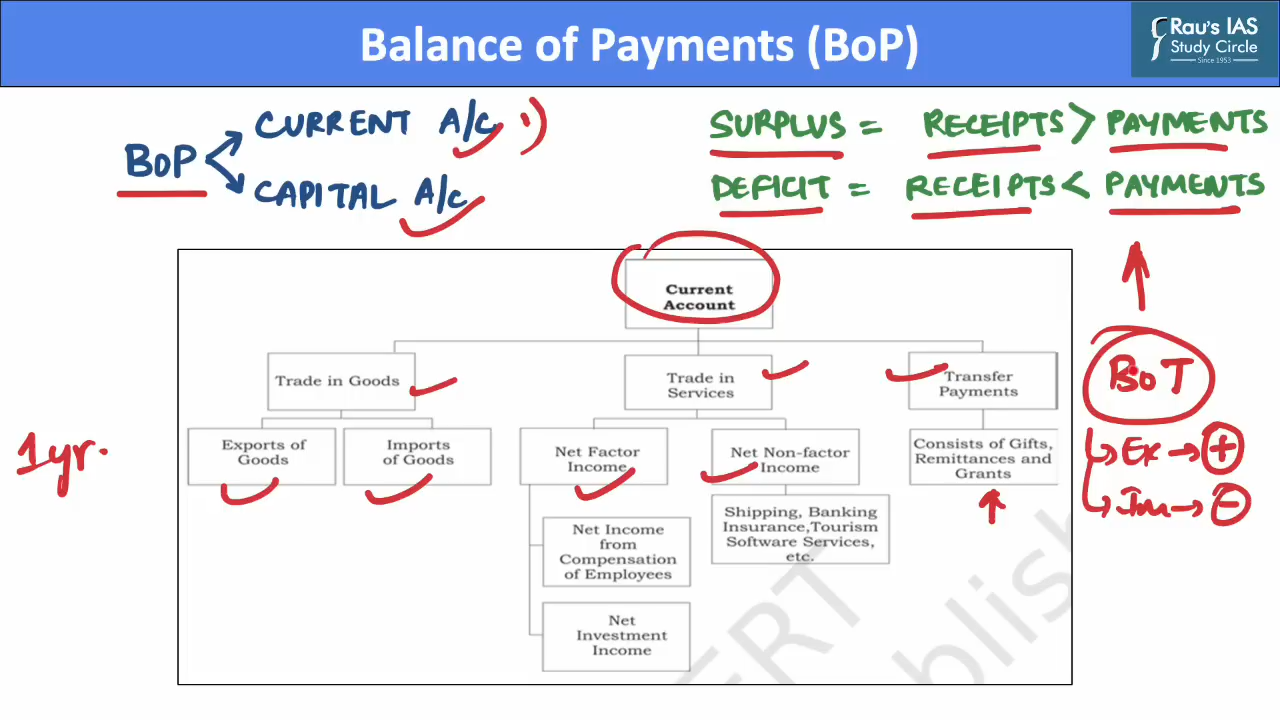 Balance of Payments (BoP)
Rau's IAS
Study Circle
Since 1953
BoP
CURRENT A/C
CAPITAL A/C
SURPLUS = RECEIPTS > PAYMENTS
DEFICIT = RECEIPTS < PAYMENTS
Current
Account
Trade in Goods
Trade in
Services
Transfer
Payments
Exports of
Goods
Imports
of Goods
Net Factor
Income
Net Non-factor
Income
Consists of Gifts,
Remittances and
Grants
Net Income
from
Compensation
of Employees
Shipping, Banking
Insurance,Tourism
Software Services,
etc.
Net
Investment
Income
1yr.
BoT
Ex → +
Im → -
ERT
blish